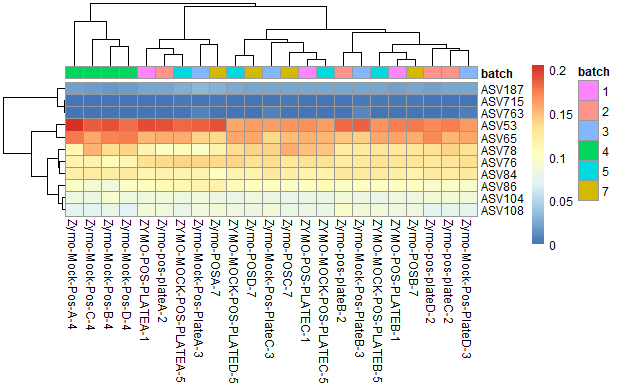 batch
ASV187
ASV715
ASV763
ASV53
ASV65
ASV78
ASV76
ASV84
ASV86
ASV104
ASV108
Zymo-Mock-Pos-A-4
Zymo-Mock-Pos-C-4
Zymo-Mock-Pos-B-4
Zymo-Mock-Pos-D-4
ZYMO-POS-PLATEA-1
Zymo-pos-plateA-2
ZYMO-MOCK-POS-PLATEA-5
Zymo-Mock-Pos-PlateA-3
Zymo-POSA-7
ZYMO-MOCK-POS-PLATED-5
Zymo-POSD-7
Zymo-Mock-Pos-PlateC-3
Zymo-POSC-7
ZYMO-POS-PLATEC-1
ZYMO-MOCK-POS-PLATEC-5
Zymo-pos-plateB-2
Zymo-Mock-Pos-PlateB-3
ZYMO-MOCK-POS-PLATEB-5
ZYMO-POS-PLATEB-1
Zymo-POSB-7
Zymo-pos-plateD-2
Zymo-pos-plateC-2
Zymo-Mock-Pos-PlateD-3
0.2
0.15
0.1
0.05
0
batch
1
2
3
4
5
7